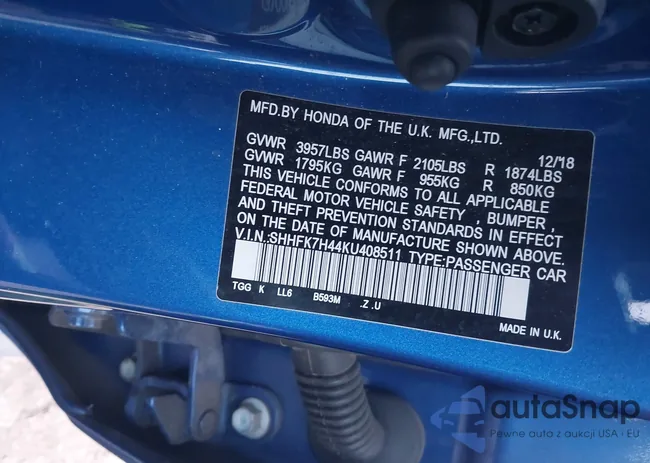 MFD.BY HONDA OF THE U.K. MFG.,LTD.
12/'18
GVWR 3957LBS GAWR F 2105LBS R 1874LBS
GVWR 1795KG GAWR F 955KG R 850KG
THIS VEHICLE CONFORMS TO ALL APPLICABLE
FEDERAL MOTOR VEHICLE SAFETY , BUMPER ,
AND THEFT PREVENTION STANDARDS IN EFFECT
ON THE DATE OF MANUFACTURE SHOWN ABOVE.
V.I.N.:SHHFK7H44KU408511 TYPE:PASSENGER CAR
TGG K LL6 B593M .Z .U
MADE IN U.K.
autaSnap
Pewne auta z aukcji USA i EU